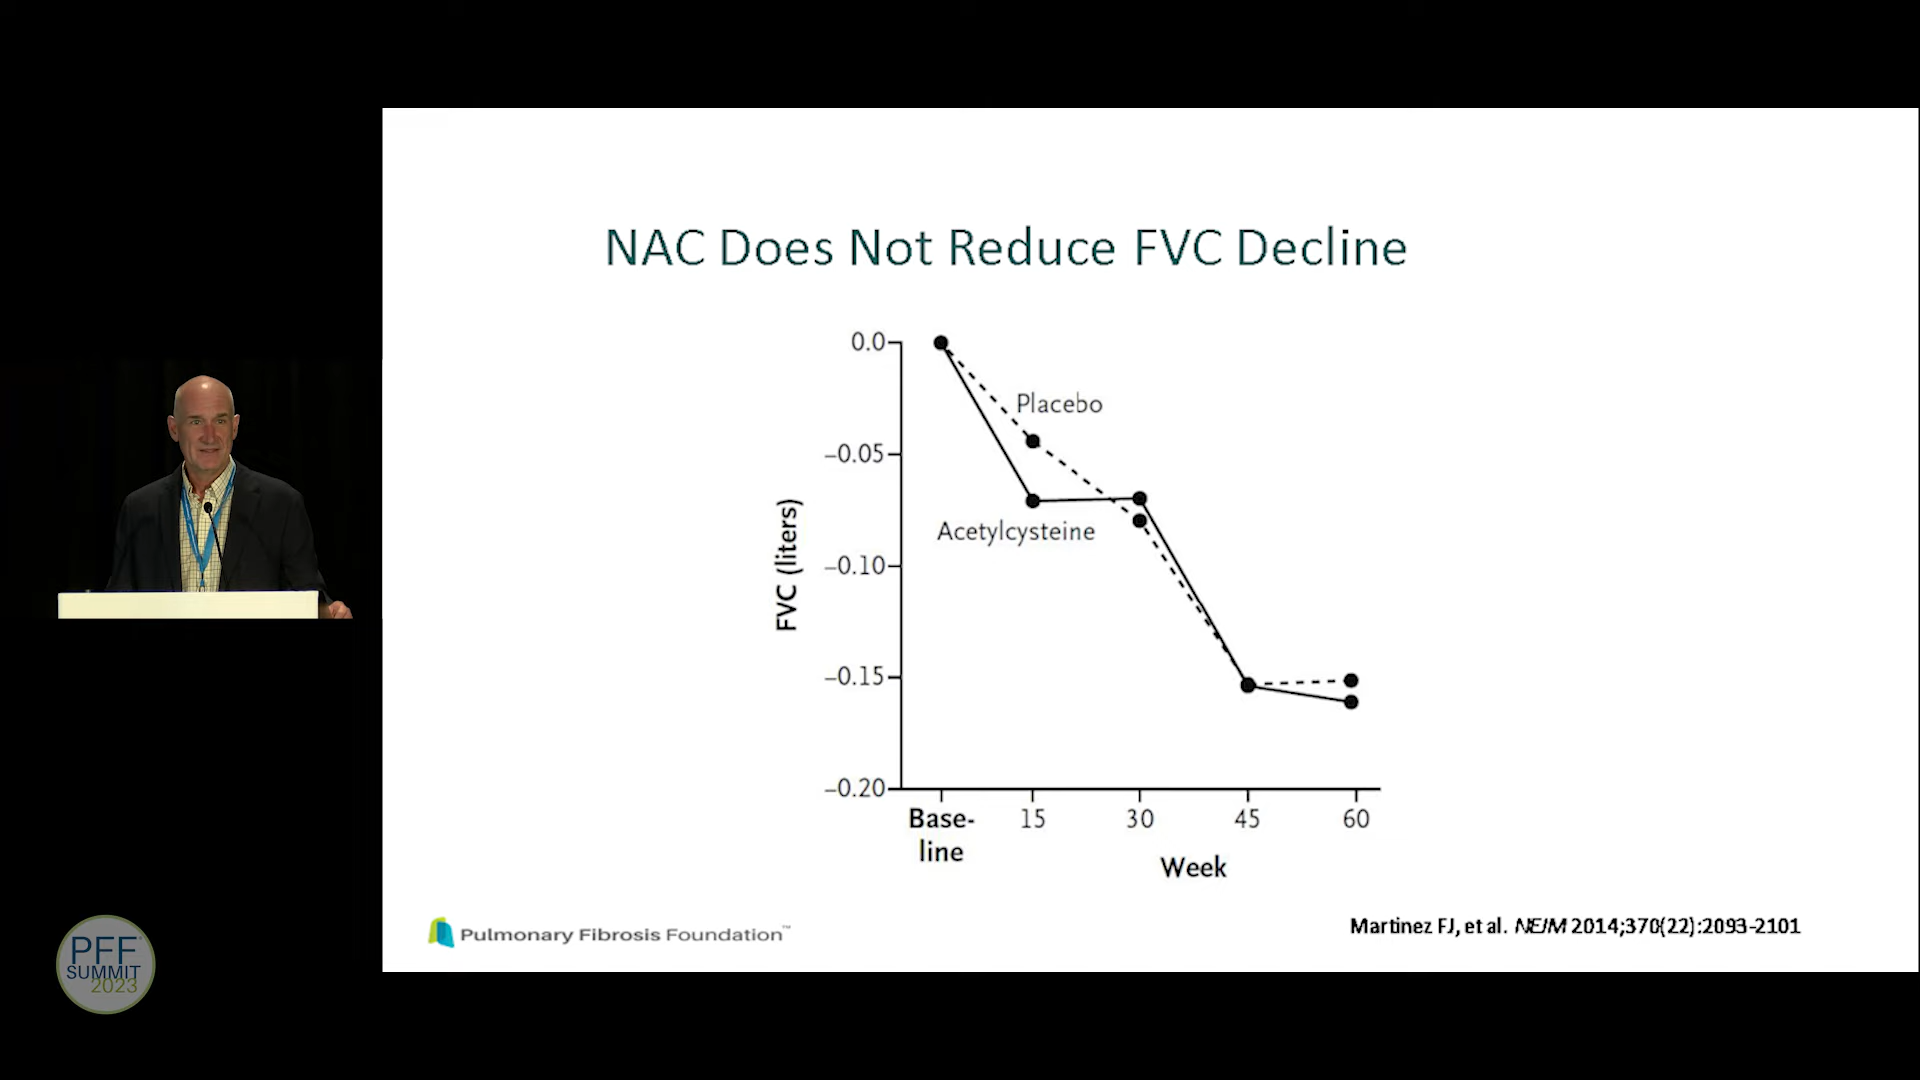 NAC Does Not Reduce FVC Decline
0.0
Placebo
−0.05
Acetylcysteine
−0.10
FVC (liters)
−0.15
−0.20
Base-
line
15
30
45
60
Week
Pulmonary Fibrosis Foundation™
Martinez FJ, et al. NEJM 2014;370(22):2093-2101
PFF
SUMMIT
2023